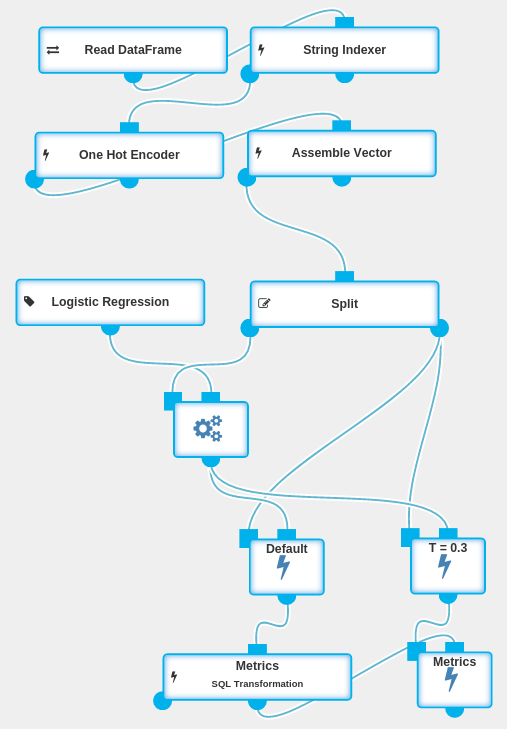 Read DataFrame
String Indexer
One Hot Encoder
Assemble Vector
Logistic Regression
Split
Default
T = 0.3
Metrics
SQL Transformation
Metrics